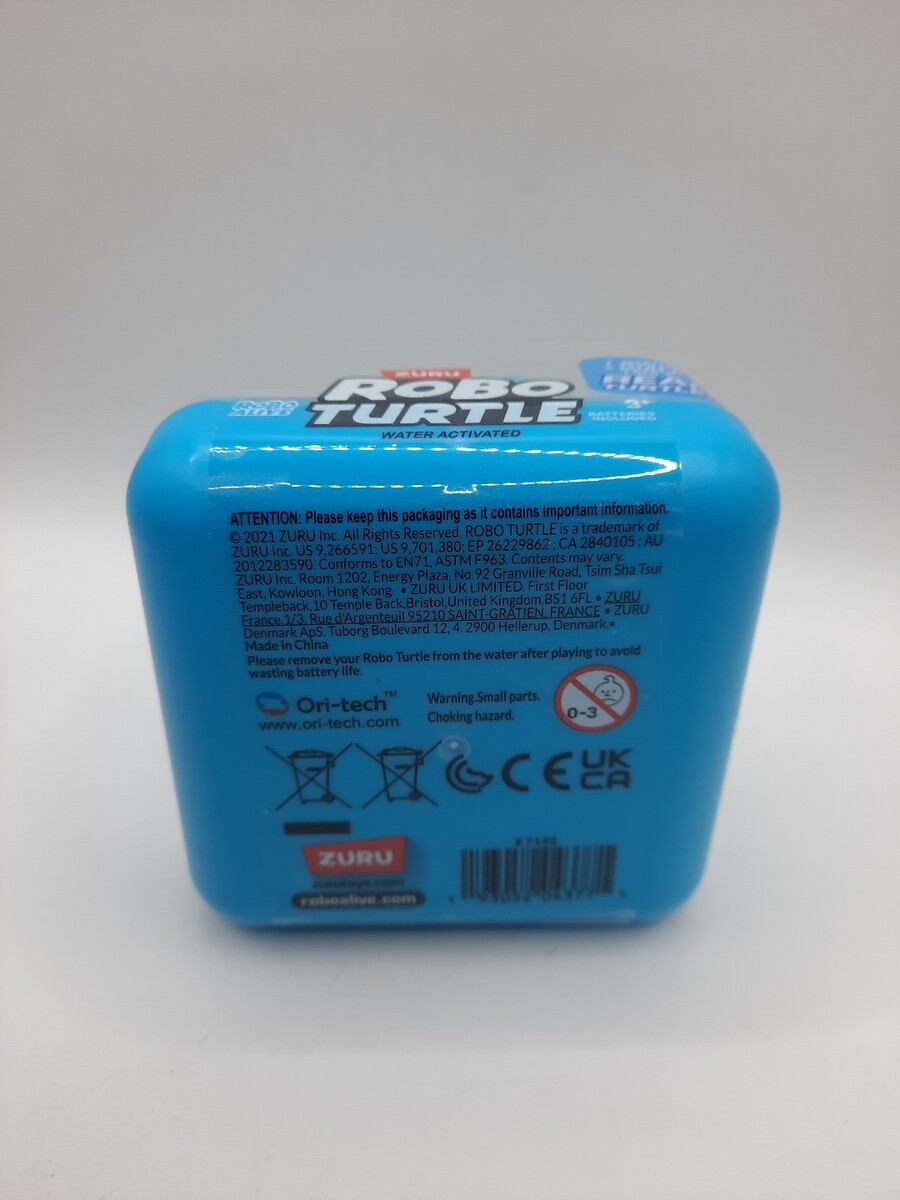 ZURU
ROBO
TURTLE
WATER ACTIVATED
ROBO
ALIVE
REAL
TURTLE
3+
BATTERIES
INCLUDED
ATTENTION: Please keep this packaging as it contains important information.
© 2021 ZURU Inc. All Rights Reserved. ROBO TURTLE is a trademark of
ZURU Inc. US 9,266591; US 9,701,380; EP 26229862 ; CA 2840105 ; AU
2012283590. Conforms to EN71, ASTM F963. Contents may vary.
ZURU Inc. Room 1202, Energy Plaza, No.92 Granville Road, Tsim Sha Tsui
East, Kowloon, Hong Kong. • ZURU UK LIMITED. First Floor
Templeback,10 Temple Back,Bristol,United Kingdom,BS1 6FL • ZURU
France.1/3, Rue d'Argenteuil 95210 SAINT-GRATIEN. FRANCE • ZURU
Denmark ApS. Tuborg Boulevard 12, 4. 2900 Hellerup, Denmark.•
Made in China
Please remove your Robo Turtle from the water after playing to avoid
wasting battery life.
Ori-tech™
www.ori-tech.com
Warning.Small parts.
Choking hazard.
0-3
CE
UK
CA
ZURU
zurutoys.com
roboalive.com